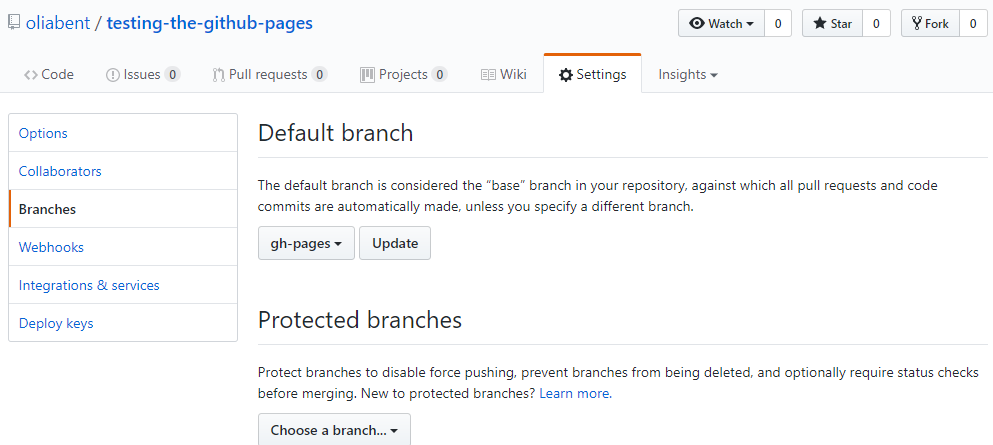 oliabent / testing-the-github-pages
Watch 0 Star 0 Fork 0
Code Issues 0 Pull requests 0 Projects 0 Wiki Settings Insights
Options
Collaborators
Branches
Webhooks
Integrations & services
Deploy keys
Default branch
The default branch is considered the “base” branch in your repository, against which all pull requests and code
commits are automatically made, unless you specify a different branch.
gh-pages Update
Protected branches
Protect branches to disable force pushing, prevent branches from being deleted, and optionally require status checks
before merging. New to protected branches? Learn more.
Choose a branch...